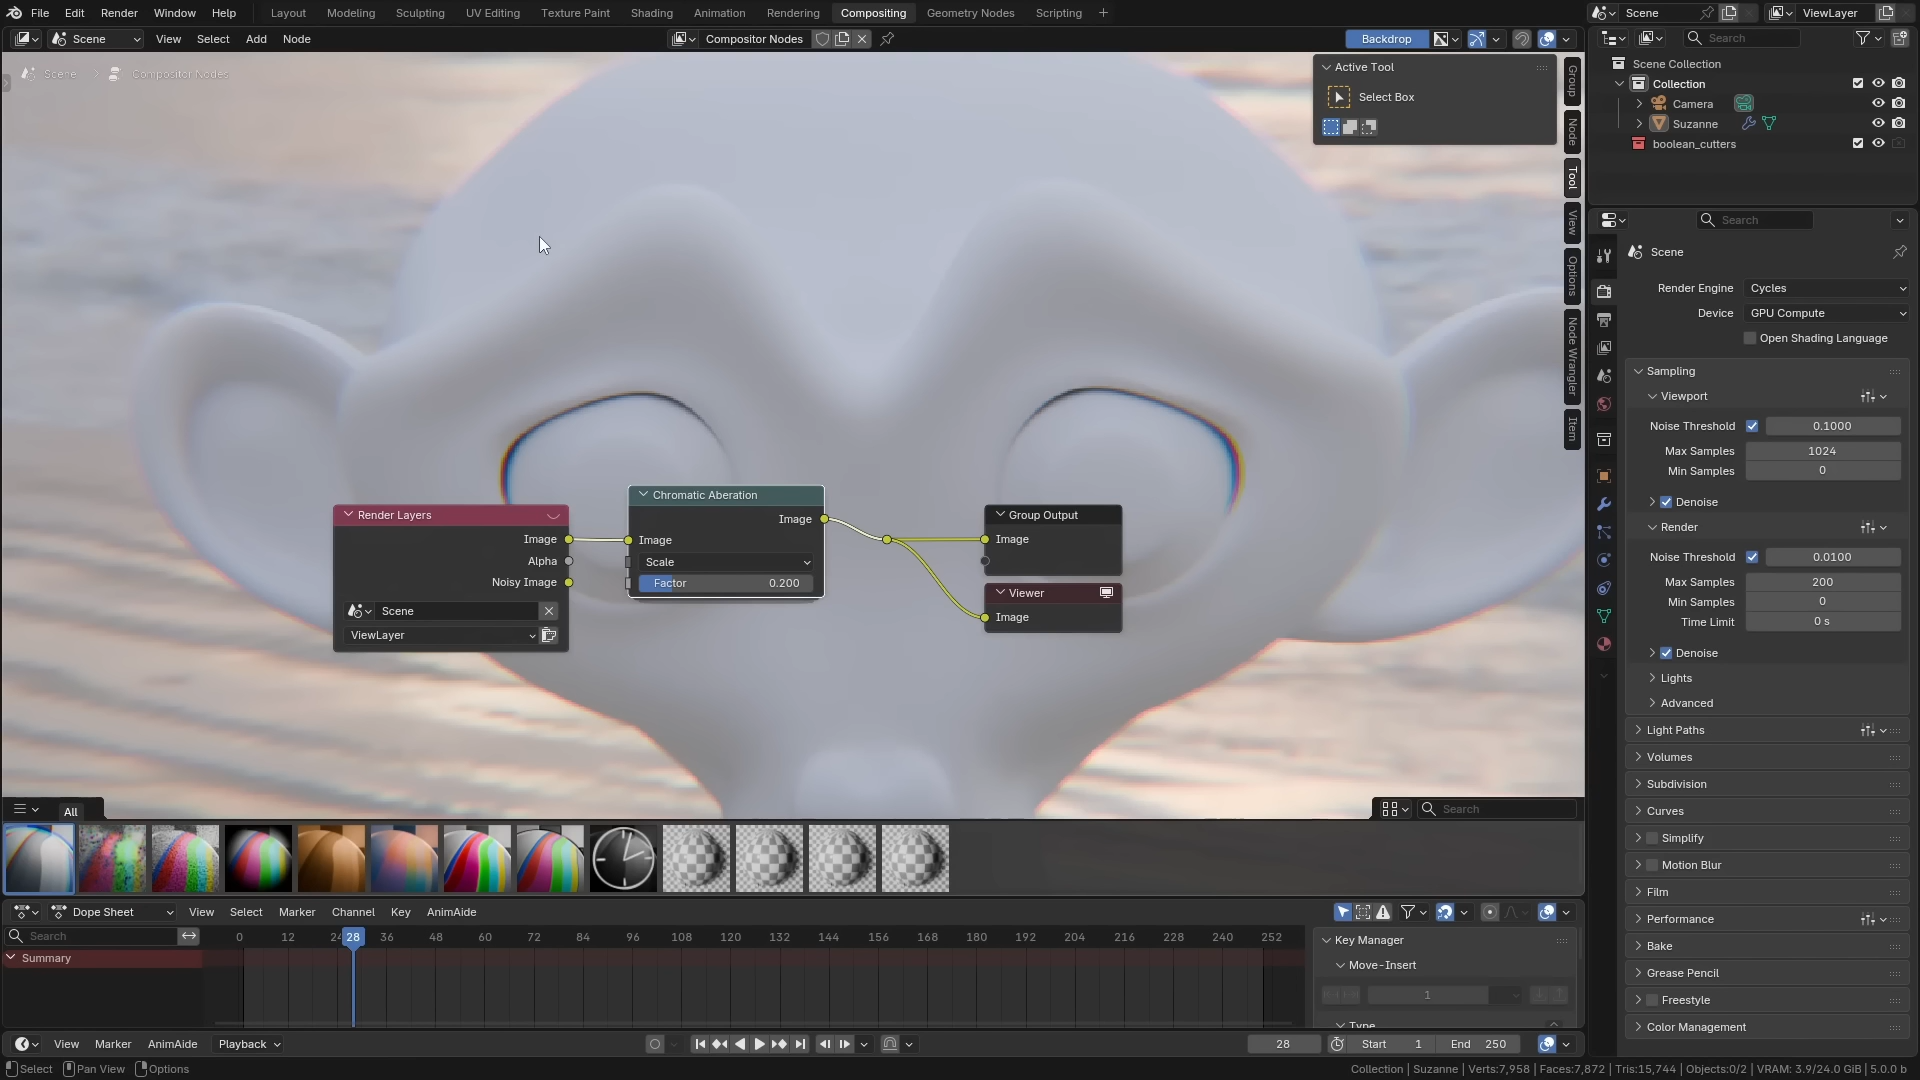 File Edit Render Window Help Layout Modeling Sculpting UV Editing Texture Paint Shading Animation Rendering Compositing Geometry Nodes Scripting + Scene ViewLayer
Scene View Select Add Node Compositor Nodes Backdrop Search
Scene > Compositor Nodes
Active Tool
Select Box
Group
Node
Tool
View
Options
Node Wrangler
Item
Render Layers
Image
Alpha
Noisy Image
Scene
ViewLayer
Chromatic Aberation
Image
Image
Scale
Factor 0.200
Group Output
Image
Viewer
Image
All Search
Dope Sheet View Select Marker Channel Key AnimAide
Search 0 12 24 28 36 48 60 72 84 96 108 120 132 144 156 168 180 192 204 216 228 240 252
Summary
Key Manager
Move-Insert
1
Type
View Marker AnimAide Playback 28 Start 1 End 250
Select Pan View Options Collection | Suzanne | Verts:7,958 | Faces:7,872 | Tris:15,744 | Objects:0/2 | VRAM: 3.9/24.0 GiB | 5.0.0 b
Scene Collection
Collection
Camera
Suzanne
boolean_cutters
Search
Scene
Render Engine Cycles
Device GPU Compute
Open Shading Language
Sampling
Viewport
Noise Threshold 0.1000
Max Samples 1024
Min Samples 0
Denoise
Render
Noise Threshold 0.0100
Max Samples 200
Min Samples 0
Time Limit 0 s
Denoise
Lights
Advanced
Light Paths
Volumes
Subdivision
Curves
Simplify
Motion Blur
Film
Performance
Bake
Grease Pencil
Freestyle
Color Management